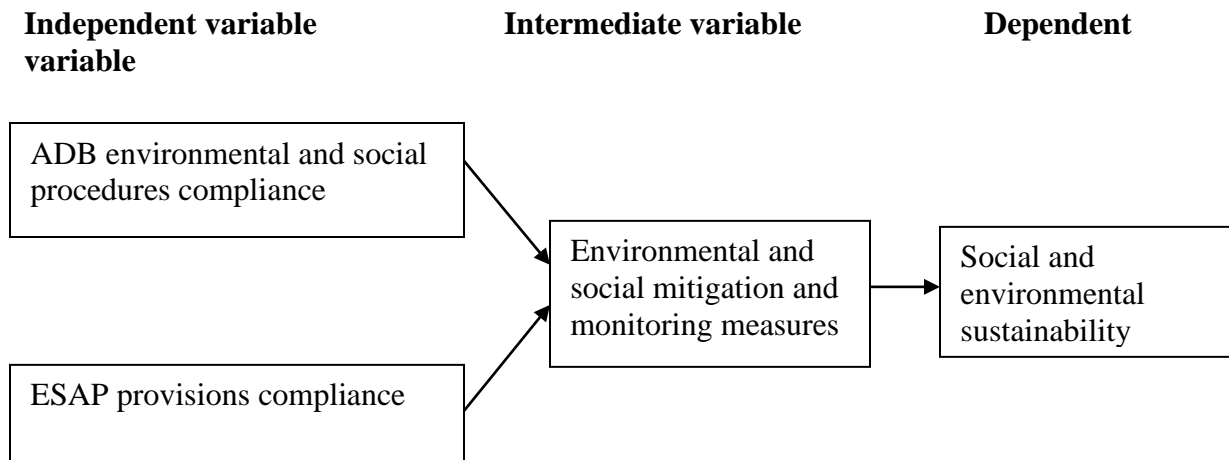 Independent variable Intermediate variable Dependent
variable
ADB environmental and social
procedures compliance
Environmental and
social mitigation and
monitoring measures
Social and
environmental
sustainability
ESAP provisions compliance